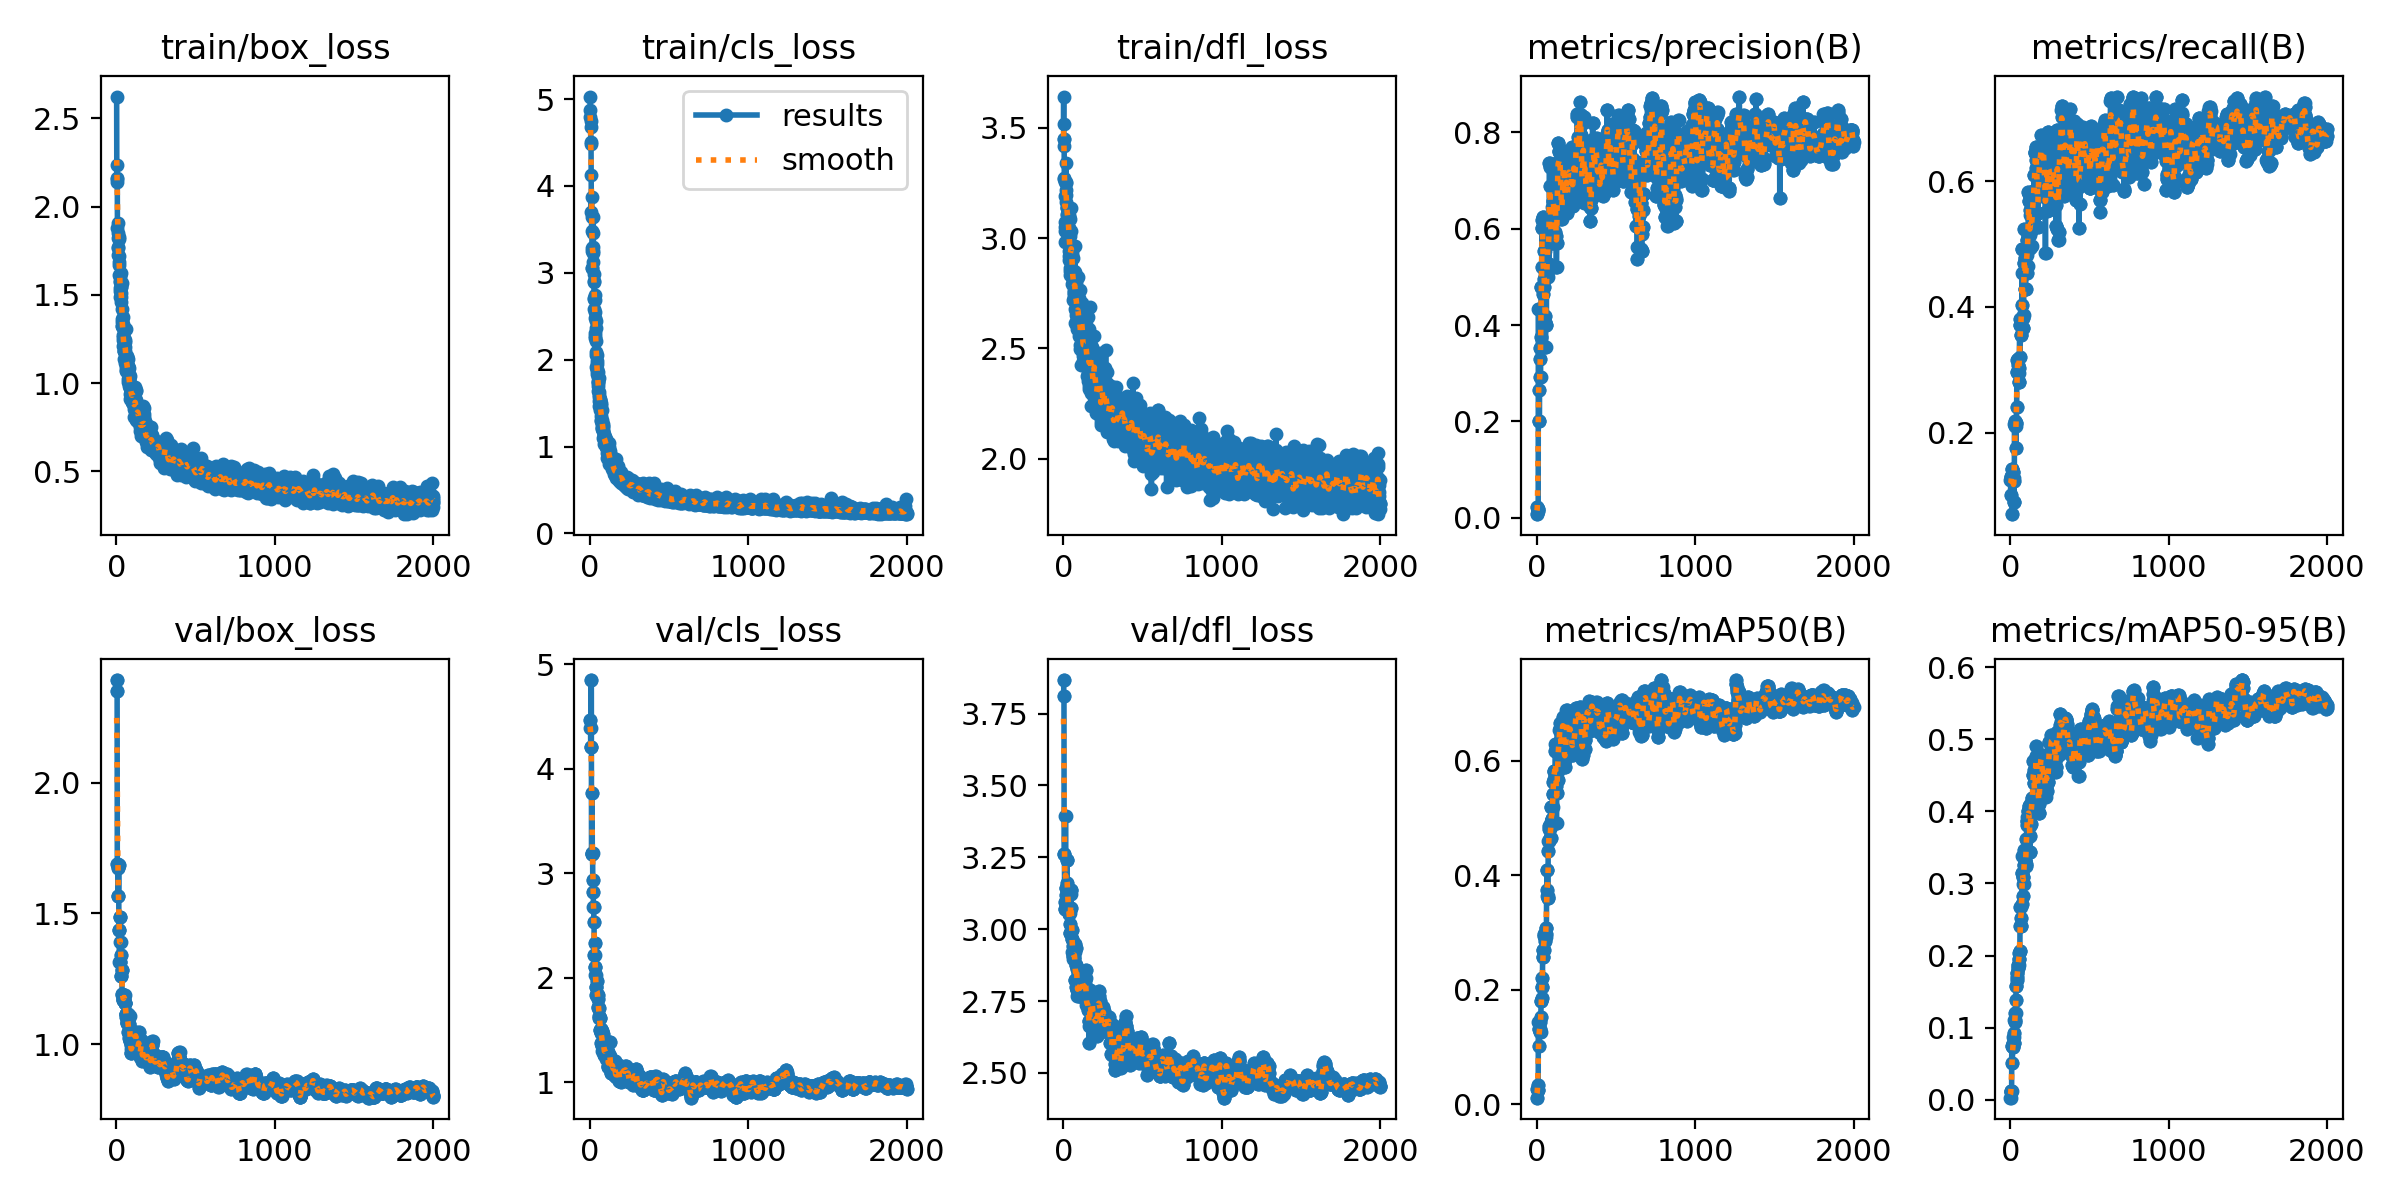 train/box_loss
2.5
2.0
1.5
1.0
0.5
0 1000 2000
train/cls_loss
results
smooth
5
4
3
2
1
0
0 1000 2000
train/dfl_loss
3.5
3.0
2.5
2.0
0 1000 2000
metrics/precision(B)
0.8
0.6
0.4
0.2
0.0
0 1000 2000
metrics/recall(B)
0.6
0.4
0.2
0 1000 2000
val/box_loss
2.0
1.5
1.0
0 1000 2000
val/cls_loss
5
4
3
2
1
0 1000 2000
val/dfl_loss
3.75
3.50
3.25
3.00
2.75
2.50
0 1000 2000
metrics/mAP50(B)
0.6
0.4
0.2
0.0
0 1000 2000
metrics/mAP50-95(B)
0.6
0.5
0.4
0.3
0.2
0.1
0.0
0 1000 2000